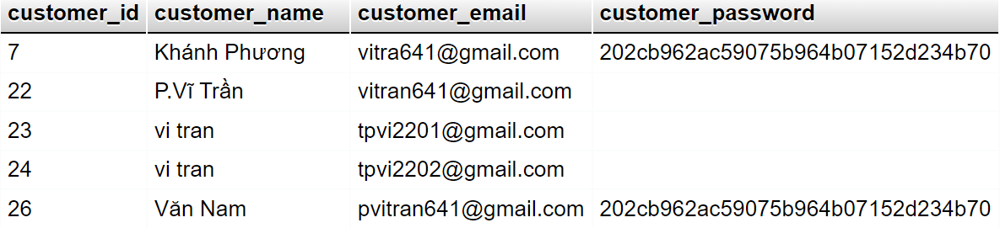 customer_id customer_name customer_email customer_password
7 Khánh Phương vitra641@gmail.com 202cb962ac59075b964b07152d234b70
22 P.Vĩ Trần vitran641@gmail.com
23 vi tran tpvi2201@gmail.com
24 vi tran tpvi2202@gmail.com
26 Văn Nam pvitran641@gmail.com 202cb962ac59075b964b07152d234b70